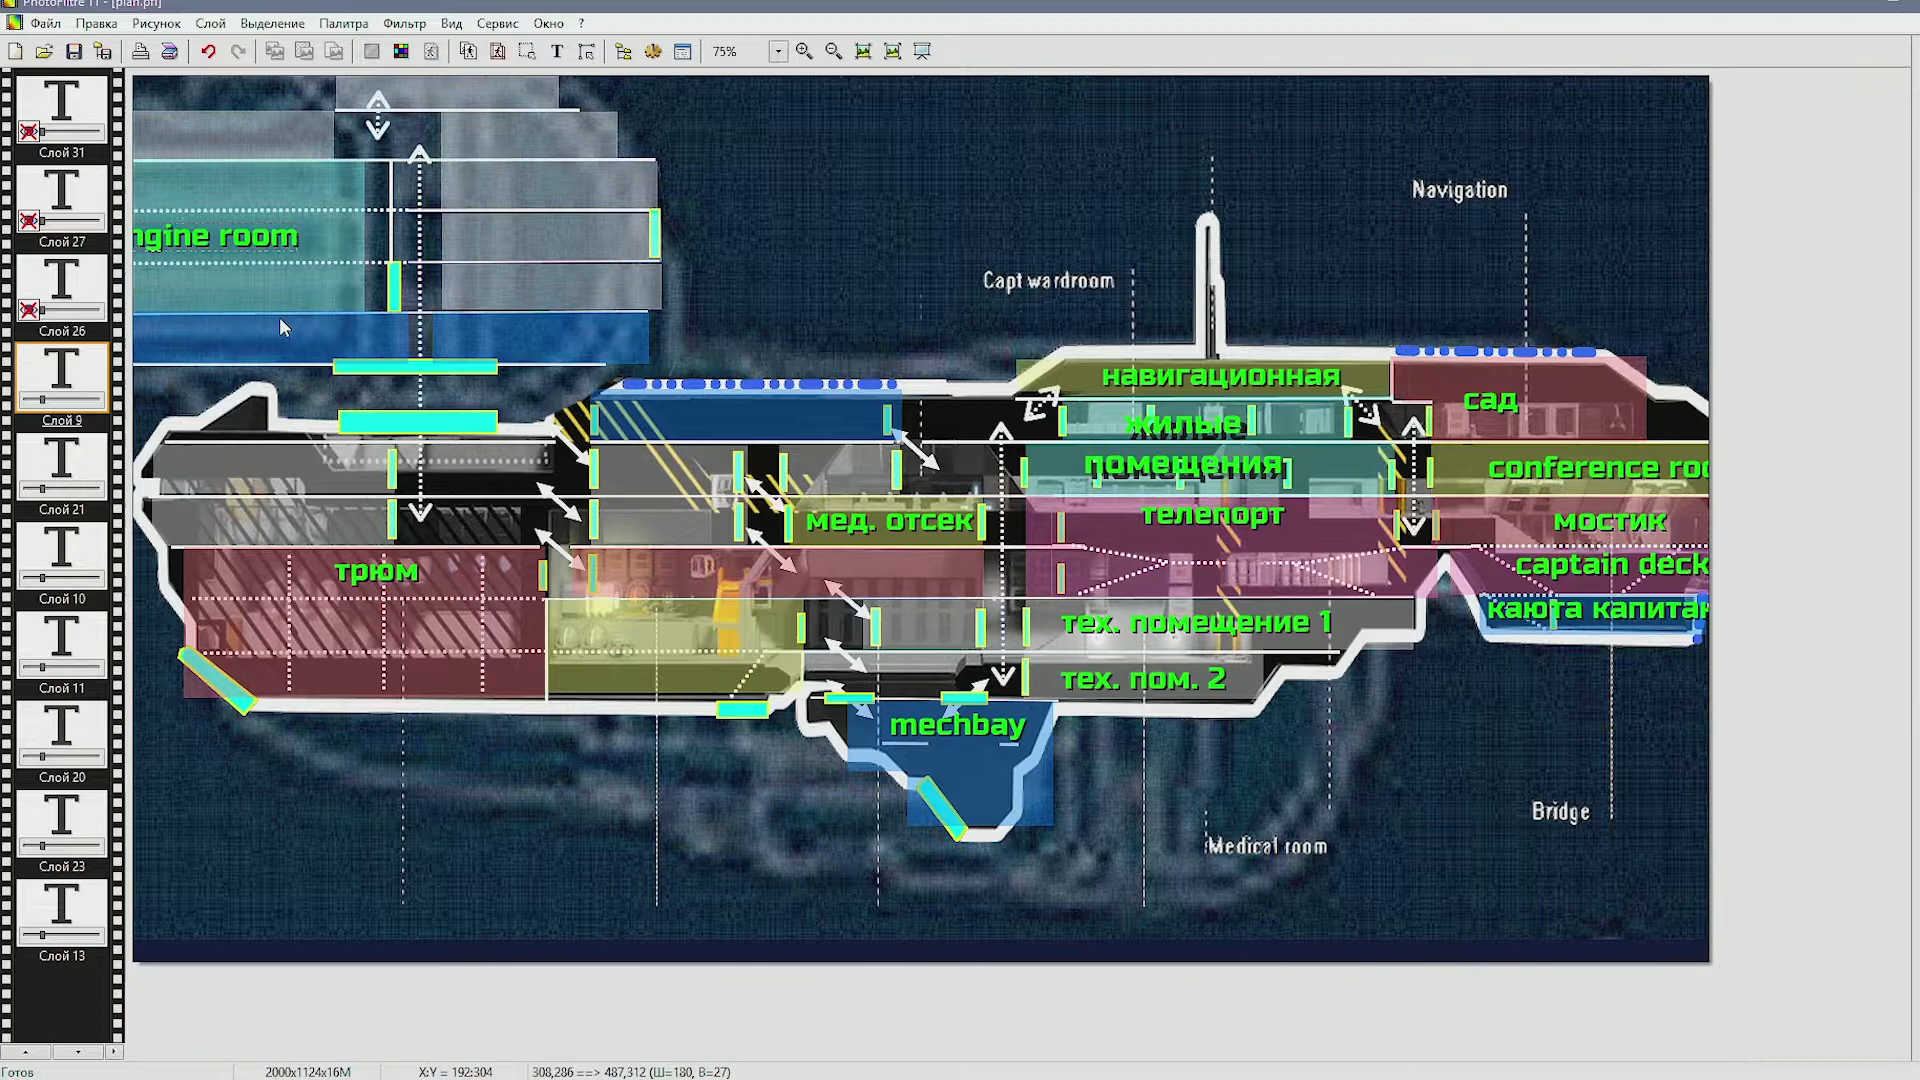 PhotoFiltre 11 - [plan.pfi]
Файл Правка Рисунок Слой Выделение Палитра Фильтр Вид Сервис Окно ?
T 75%
T
Слой 31
T
Слой 27
T
Слой 26
T
Слой 9
T
Слой 21
T
Слой 10
T
Слой 11
T
Слой 20
T
Слой 23
T
Слой 13
Navigation
ngine room
Capt wardroom
навигационная
сад
жилые
помещения
conference roo
мед. отсек
телепорт
мостик
трюм
captain deck
каюта капитан
тех. помещение 1
тех. пом. 2
mechbay
Bridge
Medical room
Готов 2000x1124x16M X:Y = 192:304 308,286 ==> 487,312 (Ш=180, В=27)